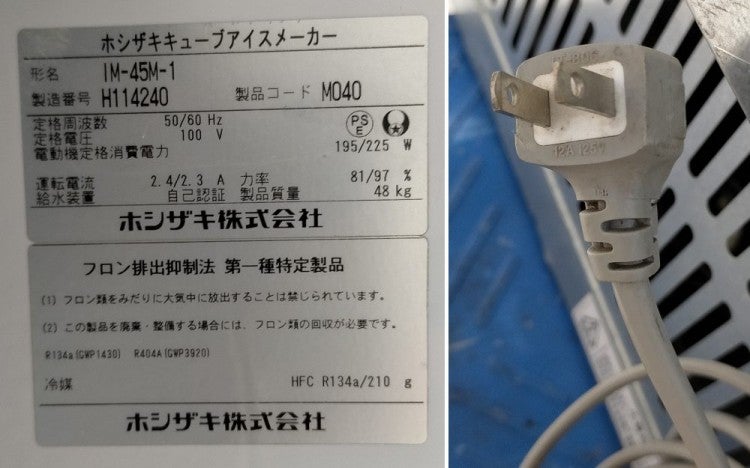 ホシザキキューブアイスメーカー
形名 IM-45M-1
製造番号 H114240 製品コード M040
定格周波数 50/60 Hz
定格電圧 100 V
PS E
電動機定格消費電力 195/225 W
運転電流 2.4/2.3 A 力率 81/97 %
給水装置 自己認証 製品質量 48 kg
ホシザキ株式会社
フロン排出抑制法 第一種特定製品
(1) フロン類をみだりに大気中に放出することは禁じられています。
(2) この製品を廃棄・整備する場合には、フロン類の回収が必要です。
R134a(GWP1430) R404A(GWP3920)
冷媒 HFC R134a/210 g
ホシザキ株式会社
12A 125V